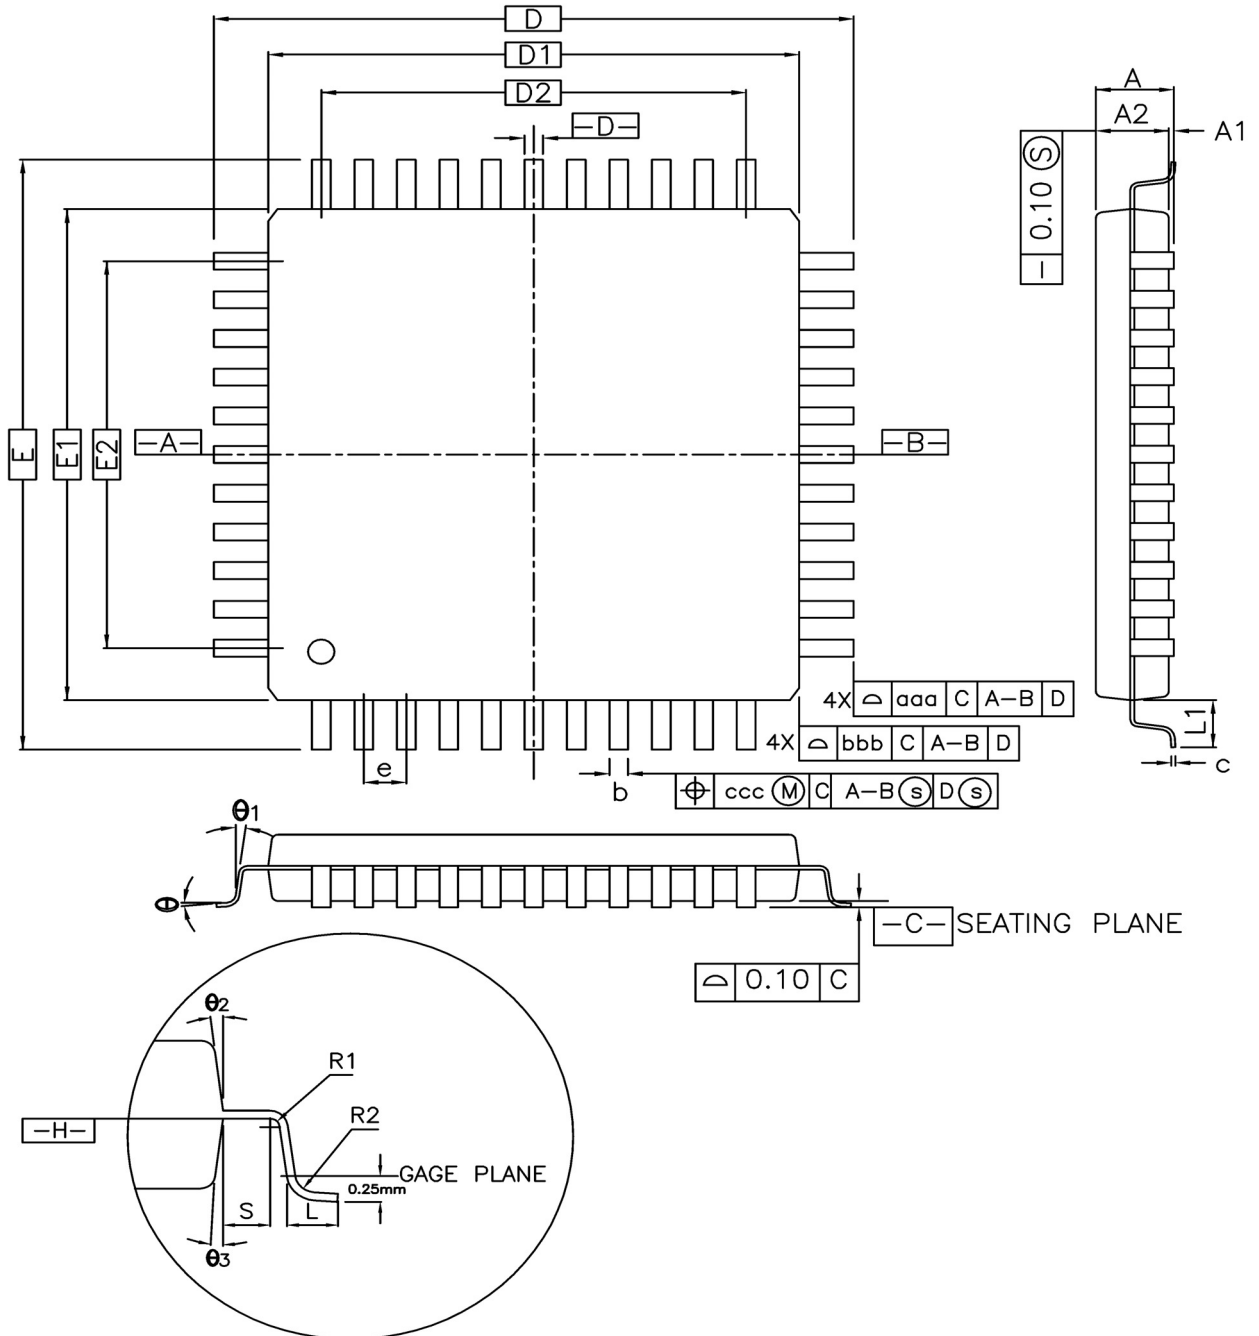 D
D1
D2
-D-
A
A2
A1
- 0.10 S
E
E1
E2
-A-
-B-
4X ⌓ aaa C A-B D
4X ⌓ bbb C A-B D
e
b
⌖ ccc M C A-B s D s
L1
c
θ1
θ
-C- SEATING PLANE
⌓ 0.10 C
θ2
R1
R2
-H-
GAGE PLANE
0.25mm
S
L
θ3